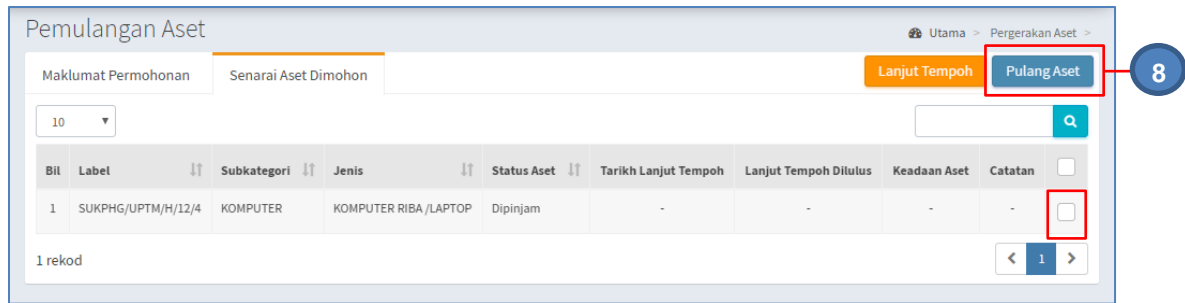 Pemulangan Aset
Utama > Pergerakan Aset >
Maklumat Permohonan Senarai Aset Dimohon Lanjut Tempoh Pulang Aset
8
10
Bil Label Subkategori Jenis Status Aset Tarikh Lanjut Tempoh Lanjut Tempoh Dilulus Keadaan Aset Catatan
1 SUKPHG/UPTM/H/12/4 KOMPUTER KOMPUTER RIBA /LAPTOP Dipinjam - - - -
1 rekod < 1 >